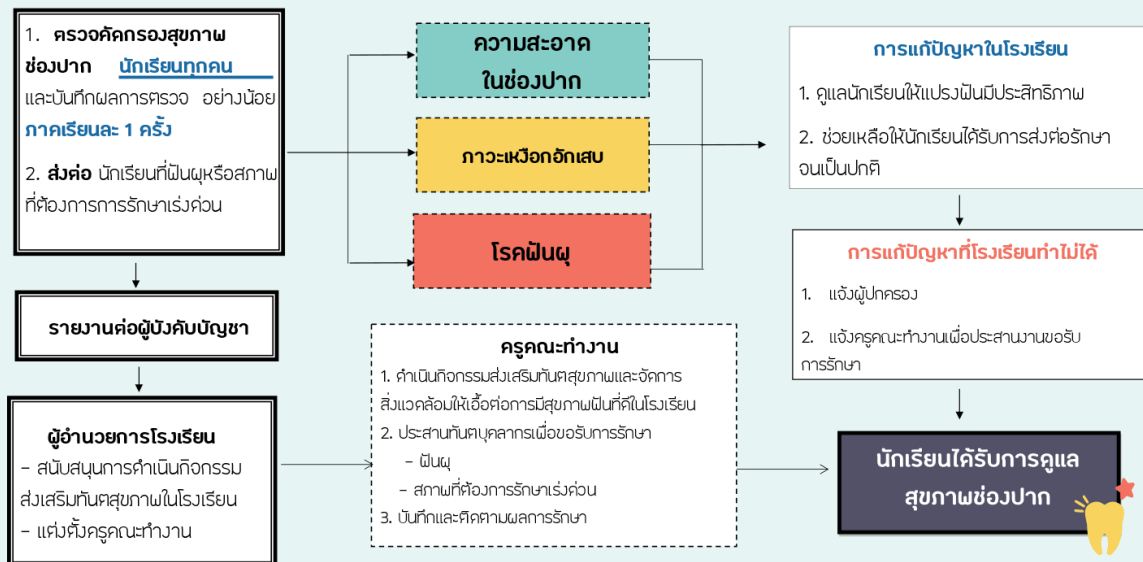 1. ตรวจคัดกรองสุขภาพ
ช่องปาก นักเรียนทุกคน
และบันทึกผลการตรวจ อย่างน้อย
ภาคเรียนละ 1 ครั้ง
2. ส่งต่อ นักเรียนที่ฟันผุหรือสภาพ
ที่ต้องการการรักษาเร่งด่วน
รายงานต่อผู้บังคับบัญชา
ผู้อำนวยการโรงเรียน
- สนับสนุนการดำเนินกิจกรรม
ส่งเสริมทันตสุขภาพในโรงเรียน
- แต่งตั้งครูคณะทำงาน
ความสะอาด
ในช่องปาก
ภาวะเหงือกอักเสบ
โรคฟันผุ
ครูคณะทำงาน
1. ดำเนินกิจกรรมส่งเสริมทันตสุขภาพและจัดการ
สิ่งแวดล้อมให้เอื้อต่อการมีสุขภาพฟันที่ดีในโรงเรียน
2. ประสานทันตบุคลากรเพื่อขอรับการรักษา
- ฟันผุ
- สภาพที่ต้องการรักษาเร่งด่วน
3. บันทึกและติดตามผลการรักษา
การแก้ปัญหาในโรงเรียน
1. ดูแลนักเรียนให้แปรงฟันมีประสิทธิภาพ
2. ช่วยเหลือให้นักเรียนได้รับการส่งต่อรักษา
จนเป็นปกติ
การแก้ปัญหาที่โรงเรียนทำไม่ได้
1. แจ้งผู้ปกครอง
2. แจ้งครูคณะทำงานเพื่อประสานงานขอรับ
การรักษา
นักเรียนได้รับการดูแล
สุขภาพช่องปาก